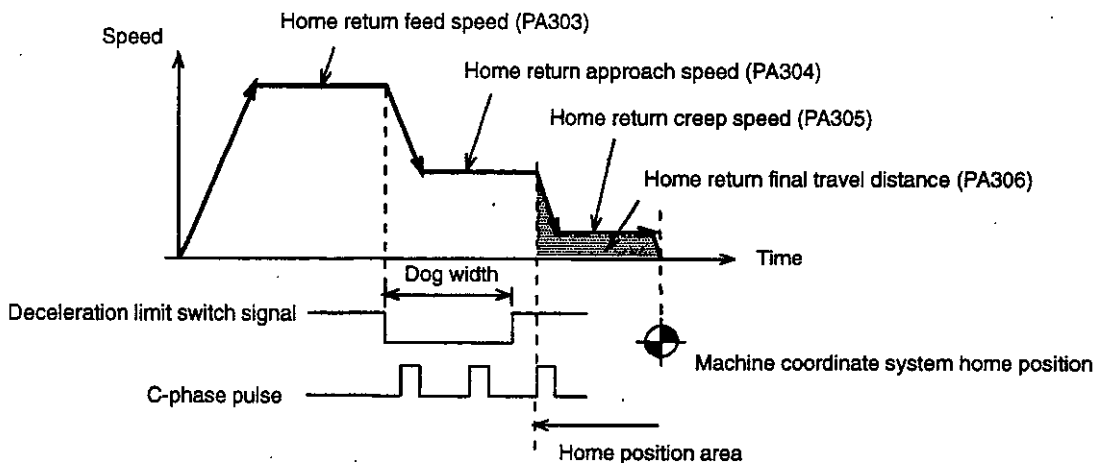 Home return feed speed (PA303)
Speed
Home return approach speed (PA304)
Home return creep speed (PA305)
Home return final travel distance (PA306)
Time
Dog width
Deceleration limit switch signal
Machine coordinate system home position
C-phase pulse
Home position area